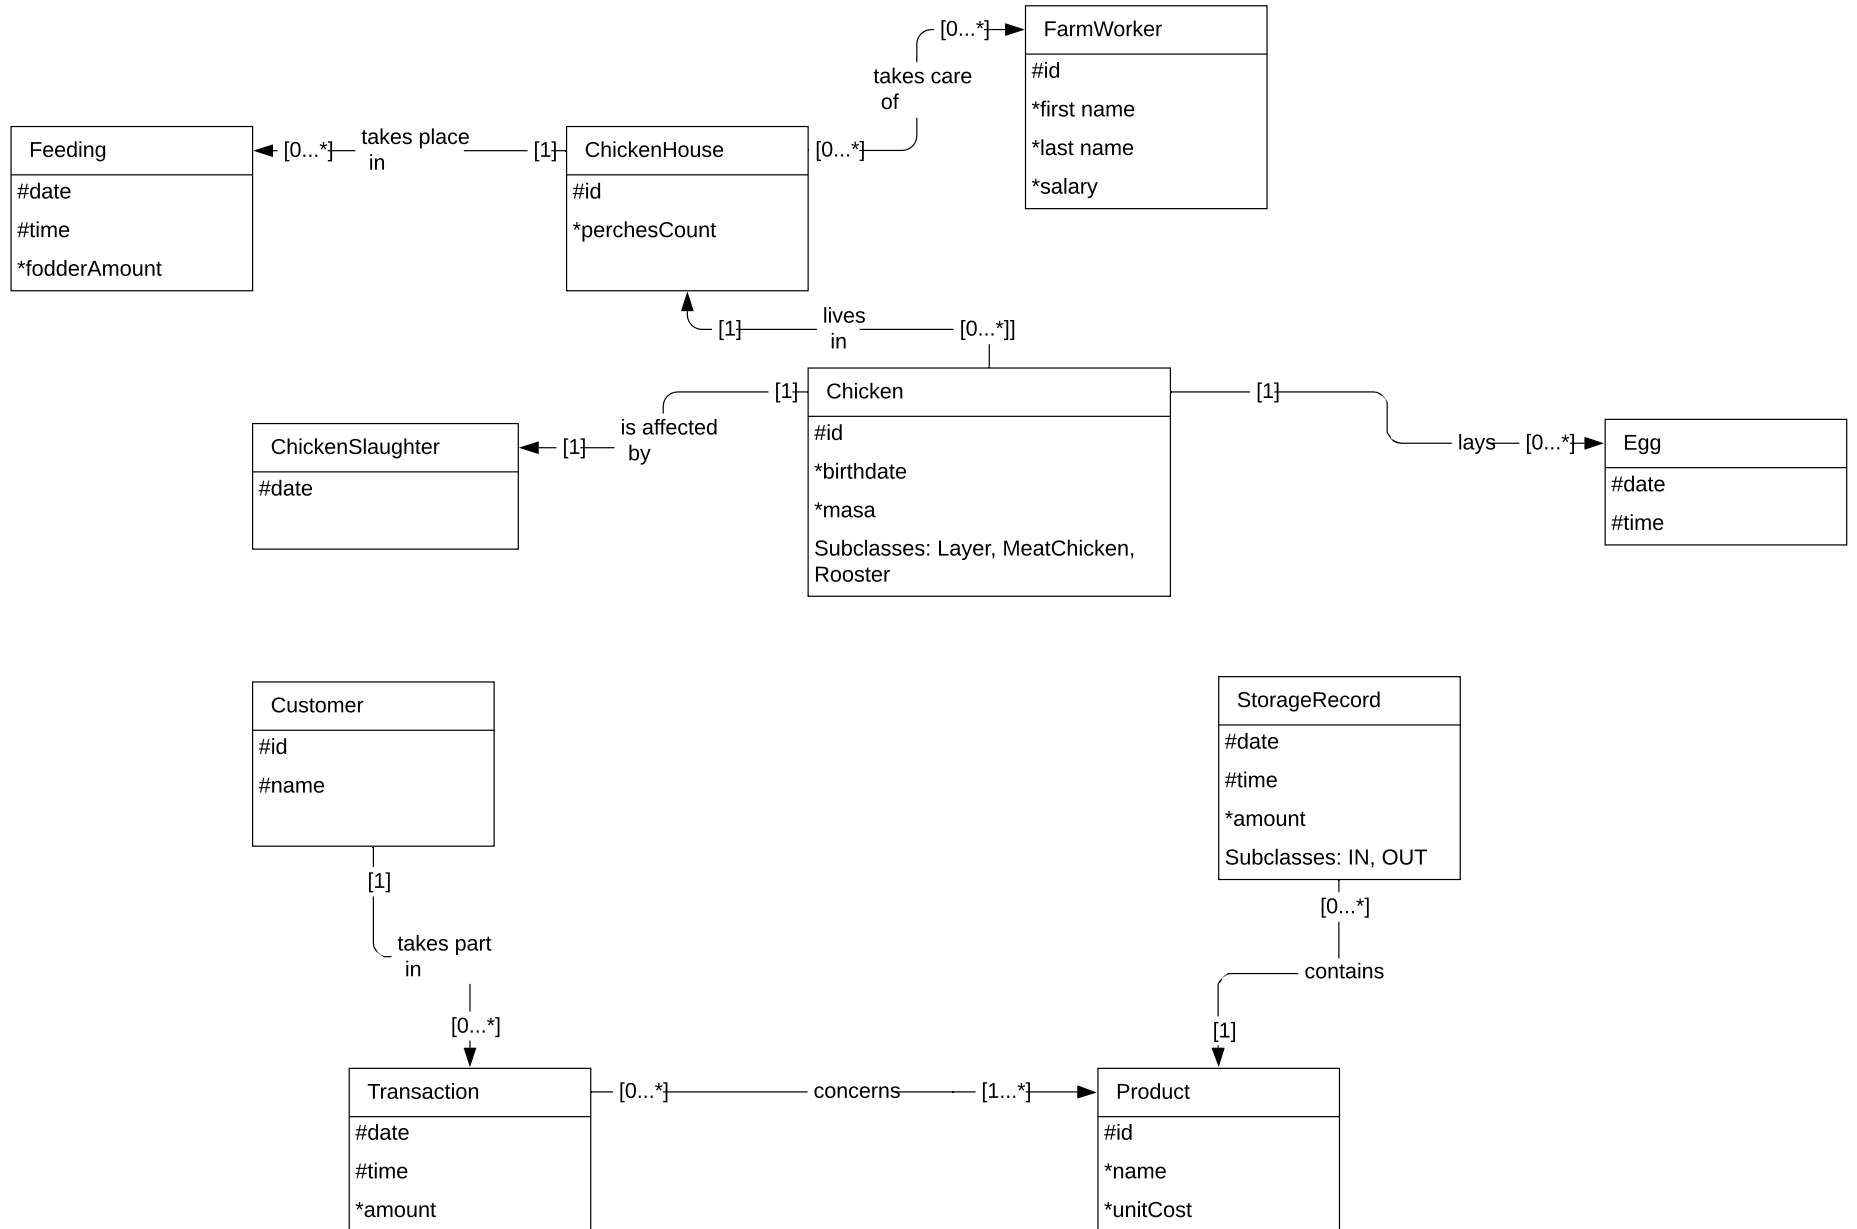 [0...*]
FarmWorker
#id
*first name
*last name
*salary
takes care
of
Feeding
#date
#time
*fodderAmount
[0...*]
takes place
in
[1]
ChickenHouse
#id
*perchesCount
[0...*]
[1]
lives
in
[0...*]]
[1]
Chicken
#id
*birthdate
*masa
Subclasses: Layer, MeatChicken,
Rooster
[1]
is affected
by
[1]
ChickenSlaughter
#date
lays
[0...*]
Egg
#date
#time
Customer
#id
#name
StorageRecord
#date
#time
*amount
Subclasses: IN, OUT
[1]
takes part
in
[0...*]
[0...*]
contains
[1]
Transaction
#date
#time
*amount
[0...*]
concerns
[1...*]
Product
#id
*name
*unitCost